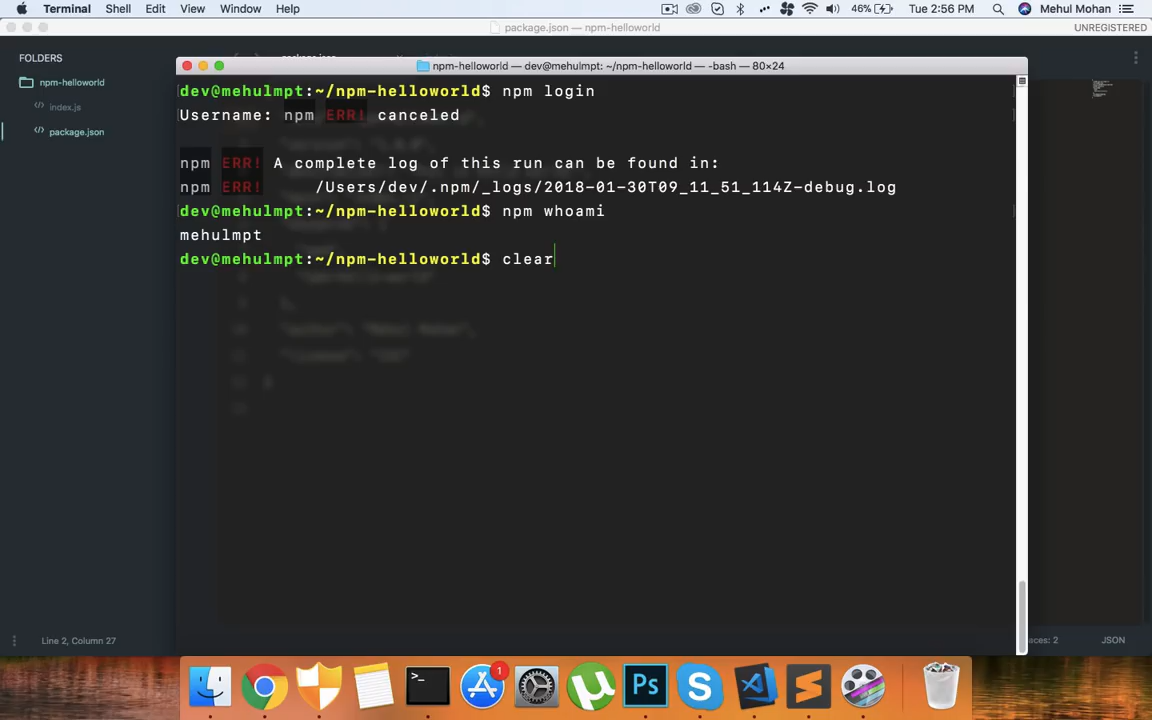 Terminal Shell Edit View Window Help 46% Tue 2:56 PM Mehul Mohan
package.json — npm-helloworld UNREGISTERED
FOLDERS
npm-helloworld
index.js
package.json
npm-helloworld — dev@mehulmpt: ~/npm-helloworld — -bash — 80×24
dev@mehulmpt:~/npm-helloworld$ npm login
Username: npm ERR! canceled
npm ERR! A complete log of this run can be found in:
npm ERR! /Users/dev/.npm/_logs/2018-01-30T09_11_51_114Z-debug.log
dev@mehulmpt:~/npm-helloworld$ npm whoami
mehulmpt
dev@mehulmpt:~/npm-helloworld$ clear
Line 2, Column 27 JSON
>_
1
Ps